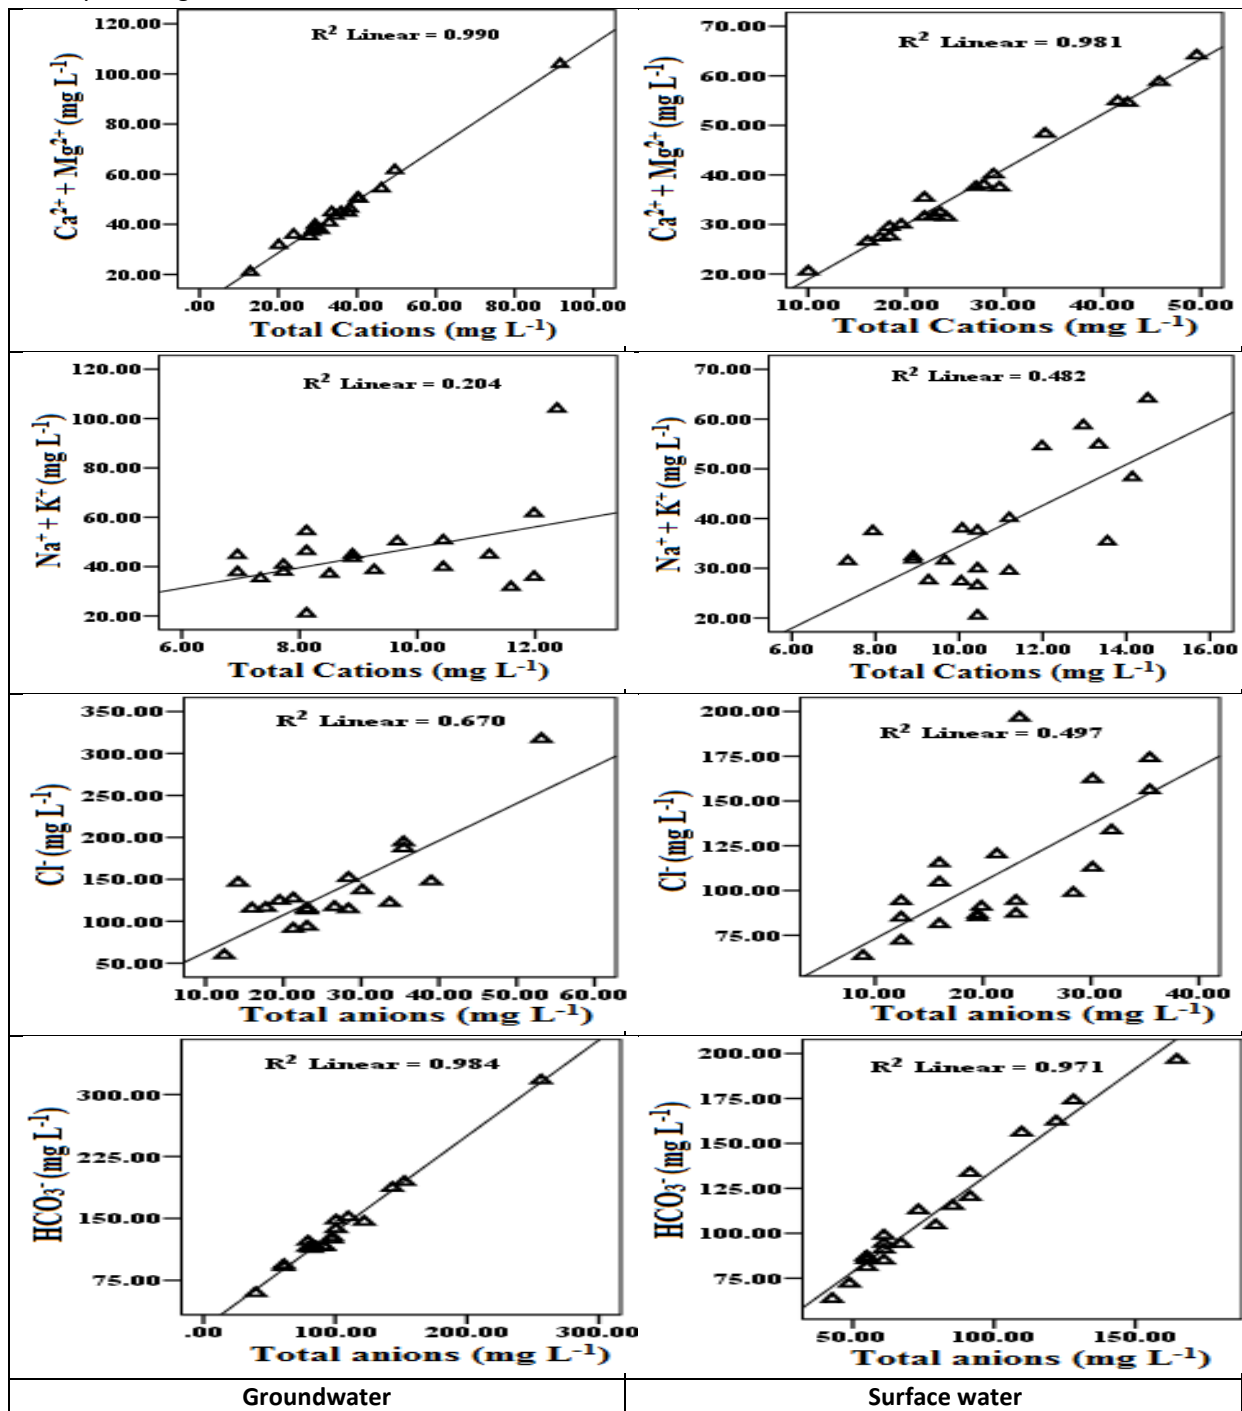 120.00
100.00
80.00
60.00
40.00
20.00
Ca²⁺ + Mg²⁺ (mg L⁻¹)
R² Linear = 0.990
.00 20.00 40.00 60.00 80.00 100.00
Total Cations (mg L⁻¹)
70.00
60.00
50.00
40.00
30.00
20.00
Ca²⁺ + Mg²⁺ (mg L⁻¹)
R² Linear = 0.981
10.00 20.00 30.00 40.00 50.00
Total Cations (mg L⁻¹)
120.00
100.00
80.00
60.00
40.00
20.00
Na⁺ + K⁺ (mg L⁻¹)
R² Linear = 0.204
6.00 8.00 10.00 12.00
Total Cations (mg L⁻¹)
70.00
60.00
50.00
40.00
30.00
20.00
Na⁺ + K⁺ (mg L⁻¹)
R² Linear = 0.482
6.00 8.00 10.00 12.00 14.00 16.00
Total Cations (mg L⁻¹)
350.00
300.00
250.00
200.00
150.00
100.00
50.00
Cl⁻ (mg L⁻¹)
R² Linear = 0.670
10.00 20.00 30.00 40.00 50.00 60.00
Total anions (mg L⁻¹)
200.00
175.00
150.00
125.00
100.00
75.00
Cl⁻ (mg L⁻¹)
R² Linear = 0.497
10.00 20.00 30.00 40.00
Total anions (mg L⁻¹)
300.00
225.00
150.00
75.00
HCO₃⁻ (mg L⁻¹)
R² Linear = 0.984
.00 100.00 200.00 300.00
Total anions (mg L⁻¹)
200.00
175.00
150.00
125.00
100.00
75.00
HCO₃⁻ (mg L⁻¹)
R² Linear = 0.971
50.00 100.00 150.00
Total anions (mg L⁻¹)
Groundwater
Surface water